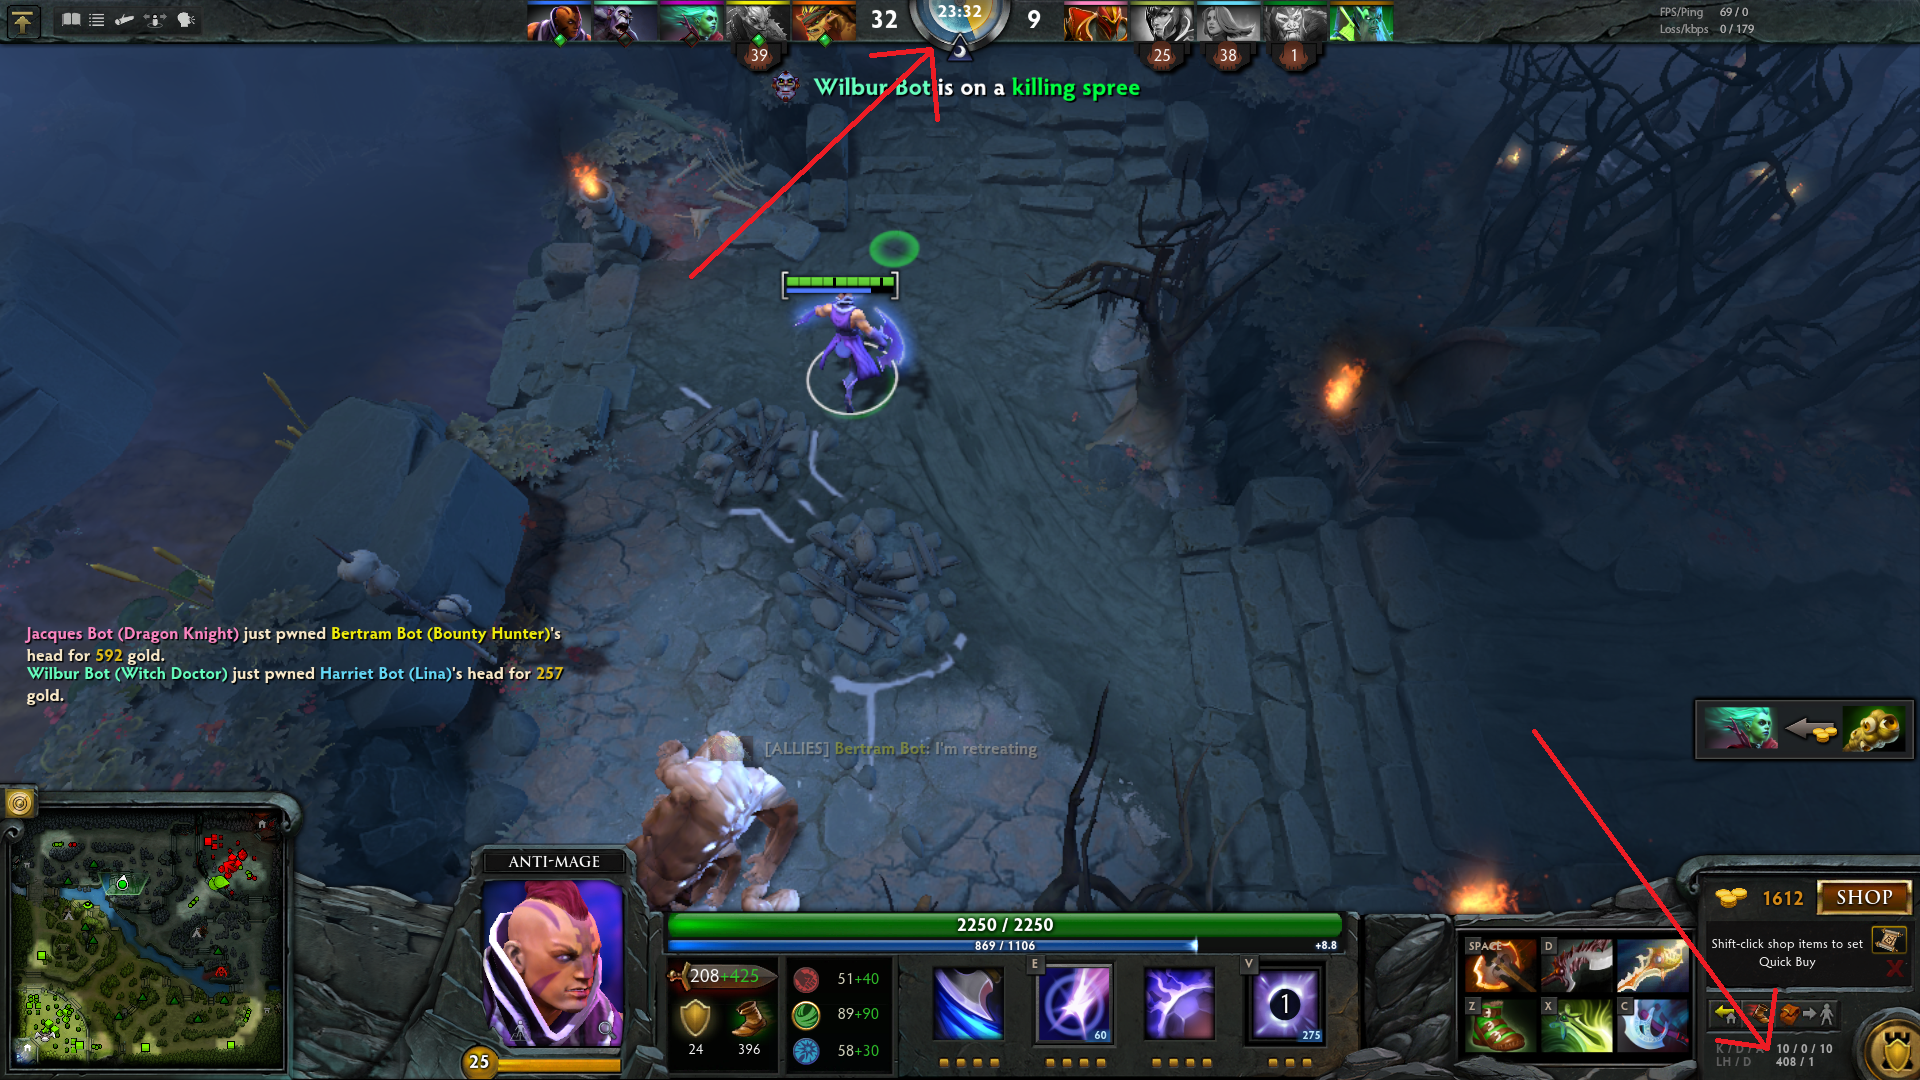 32
23:32
9
FPS/Ping 69 / 0
Loss/kbps 0 / 179
39
25
38
1
Wilbur Bot is on a killing spree
Jacques Bot (Dragon Knight) just pwned Bertram Bot (Bounty Hunter)'s
head for 592 gold.
Wilbur Bot (Witch Doctor) just pwned Harriet Bot (Lina)'s head for 257
gold.
[ALLIES] Bertram Bot: I'm retreating
ANTI-MAGE
25
2250 / 2250
869 / 1106
+8.8
208+425
24
396
51+40
89+90
58+30
E
60
V
1
275
SPACE
D
Z
X
C
1612
SHOP
Shift-click shop items to set
Quick Buy
K / D / A 10 / 0 / 10
LH / D 408 / 1